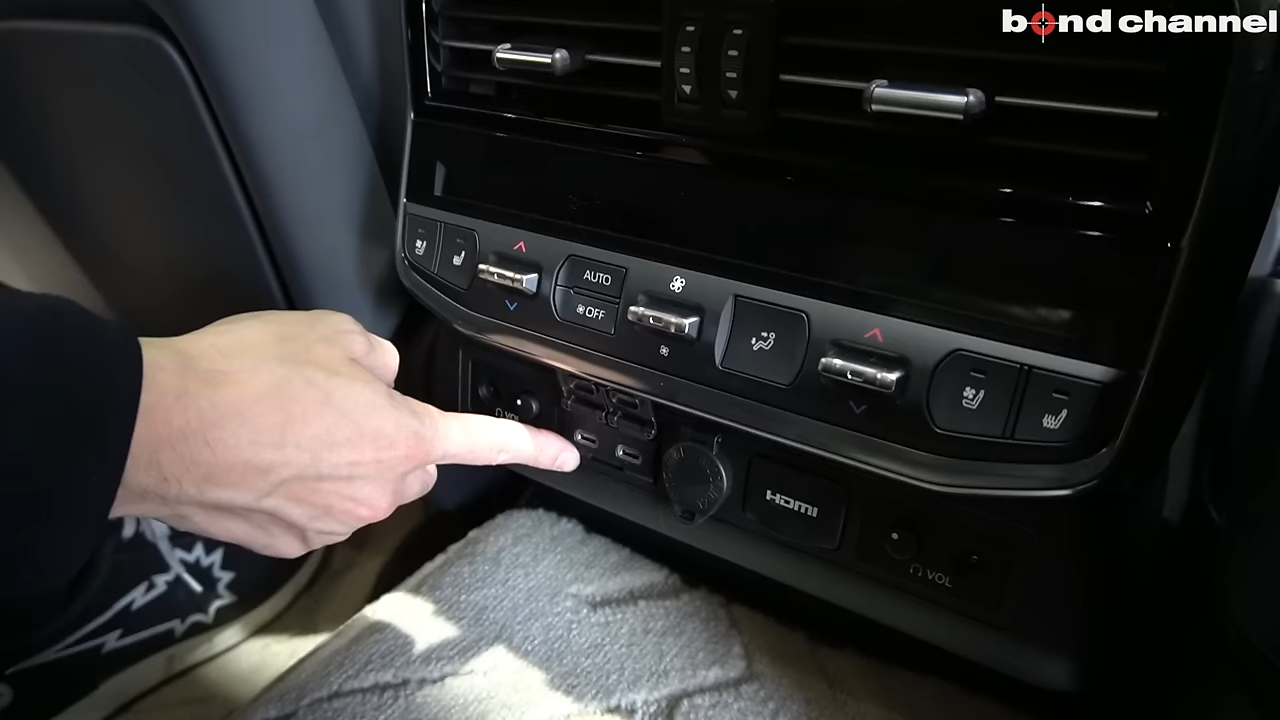 bond channel
AUTO
OFF
VOL
HDMI
VOL